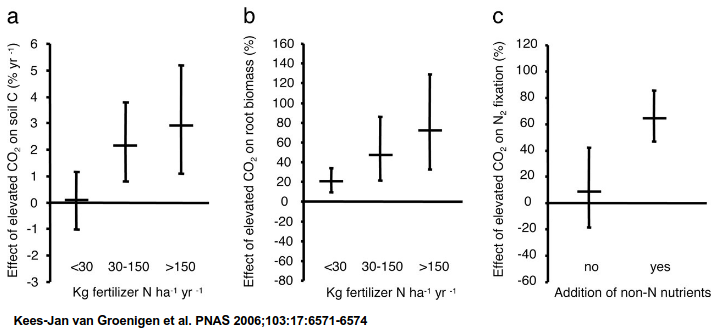 a
Effect of elevated CO2 on soil C (% yr -1)
6
5
4
3
2
1
0
-1
-2
-3
<30 30-150 >150
Kg fertilizer N ha-1 yr -1
b
Effect of elevated CO2 on root biomass (%)
160
140
120
100
80
60
40
20
0
-20
-40
-60
-80
<30 30-150 >150
Kg fertilizer N ha-1 yr -1
c
Effect of elevated CO2 on N2 fixation (%)
120
100
80
60
40
20
0
-20
-40
-60
no yes
Addition of non-N nutrients
Kees-Jan van Groenigen et al. PNAS 2006;103:17:6571-6574